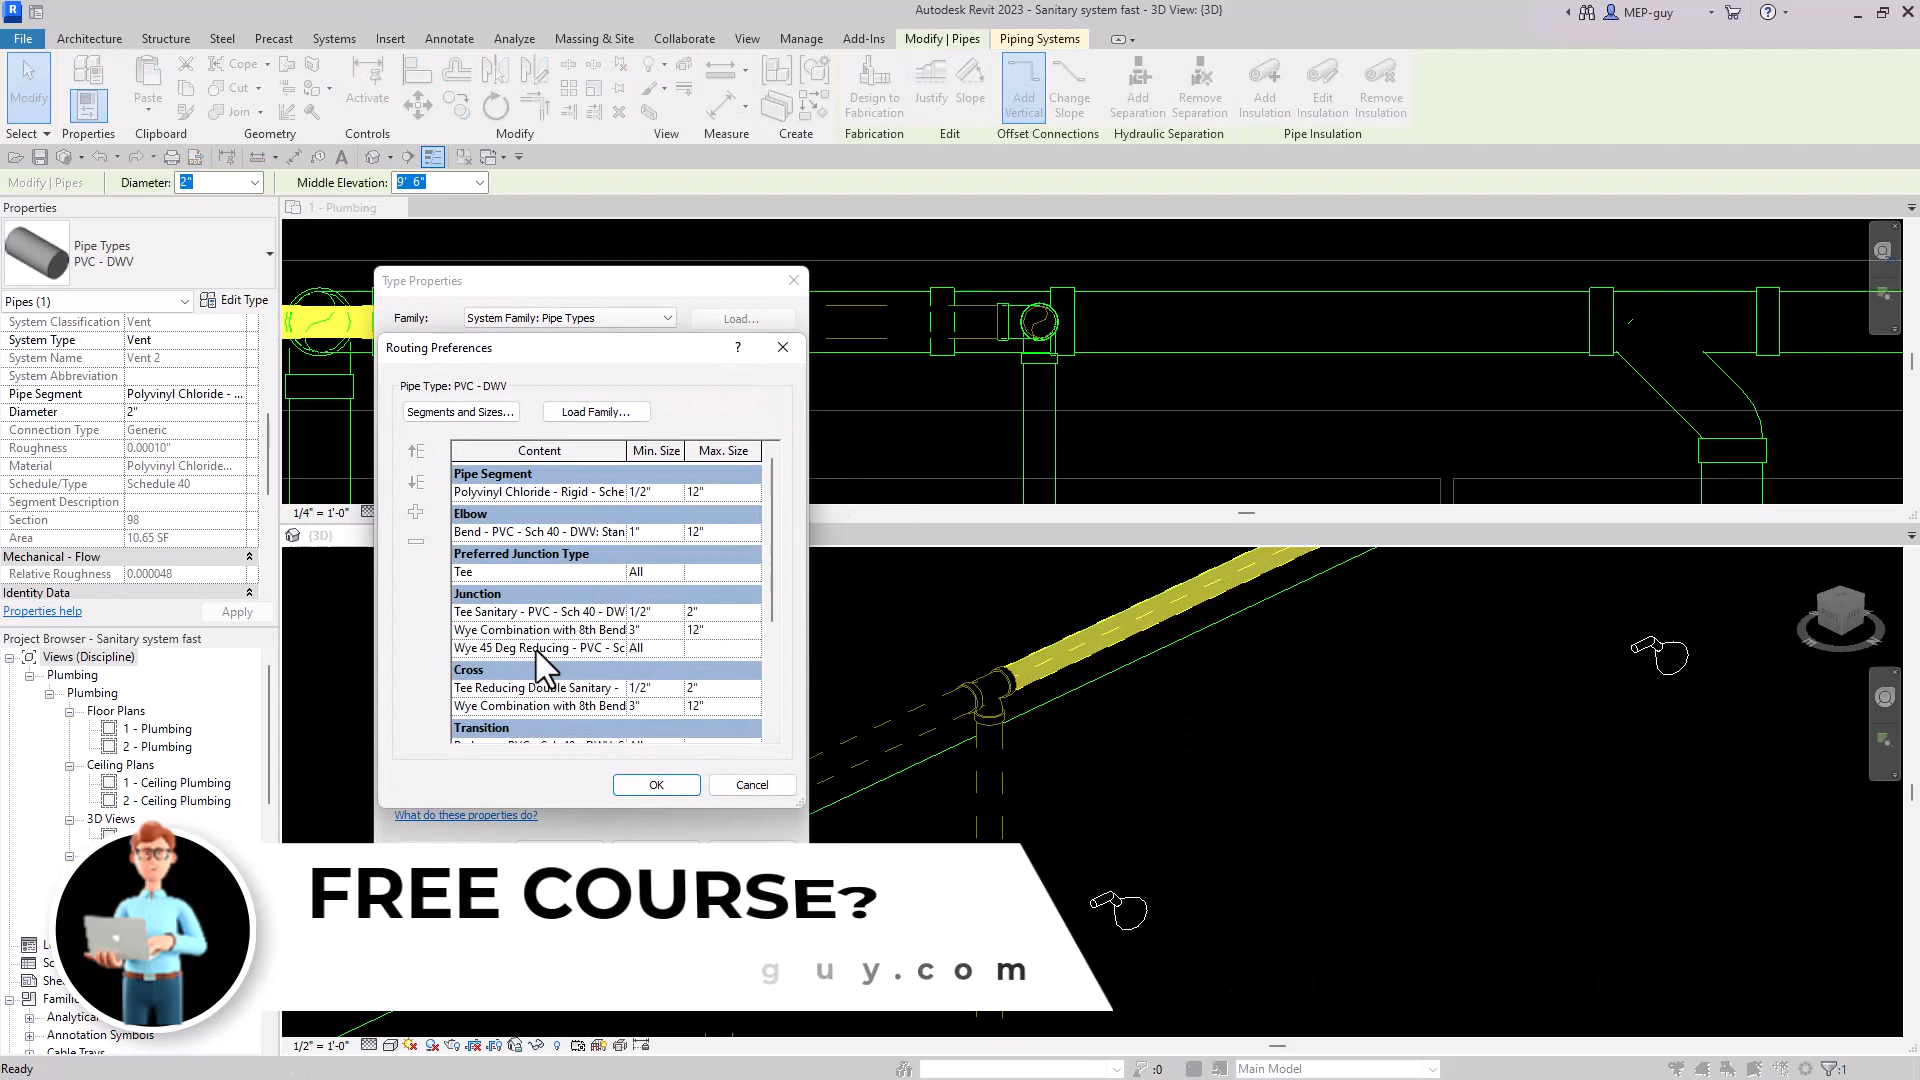 Autodesk Revit 2023 - Sanitary system fast - 3D View: {3D}
MEP-guy
File Architecture Structure Steel Precast Systems Insert Annotate Analyze Massing & Site Collaborate View Manage Add-Ins Modify | Pipes Piping Systems
Modify
Paste
Cope
Cut
Join
Activate
Design to Fabrication
Justify
Slope
Add Vertical
Change Slope
Add Separation
Remove Separation
Add Insulation
Edit Insulation
Remove Insulation
Select Properties Clipboard Geometry Controls Modify View Measure Create Fabrication Edit Offset Connections Hydraulic Separation Pipe Insulation
Modify | Pipes Diameter: 2" Middle Elevation: 9' 6"
Properties
1 - Plumbing
Pipe Types
PVC - DWV
Pipes (1) Edit Type
System Classification Vent
System Type Vent
System Name Vent 2
System Abbreviation
Pipe Segment Polyvinyl Chloride - ...
Diameter 2"
Connection Type Generic
Roughness 0.00010"
Material Polyvinyl Chloride...
Schedule/Type Schedule 40
Segment Description
Section 98
Area 10.65 SF
Mechanical - Flow
Relative Roughness 0.000048
Identity Data
Properties help Apply
Project Browser - Sanitary system fast
Views (Discipline)
Plumbing
Plumbing
Floor Plans
1 - Plumbing
2 - Plumbing
Ceiling Plans
1 - Ceiling Plumbing
2 - Ceiling Plumbing
3D Views
Analytical
Annotation Symbols
Type Properties
Family: System Family: Pipe Types Load...
Routing Preferences ?
Pipe Type: PVC - DWV
Segments and Sizes... Load Family...
Content Min. Size Max. Size
Pipe Segment
Polyvinyl Chloride - Rigid - Sche 1/2" 12"
Elbow
Bend - PVC - Sch 40 - DWV: Stan 1" 12"
Preferred Junction Type
Tee All
Junction
Tee Sanitary - PVC - Sch 40 - DW 1/2" 2"
Wye Combination with 8th Bend 3" 12"
Wye 45 Deg Reducing - PVC - Sc All
Cross
Tee Reducing Double Sanitary - 1/2" 2"
Wye Combination with 8th Bend 3" 12"
Transition
OK Cancel
What do these properties do?
1/4" = 1'-0"
{3D}
FREE COURSE?
guy.com
1/2" = 1'-0"
Ready
:0
Main Model
:1